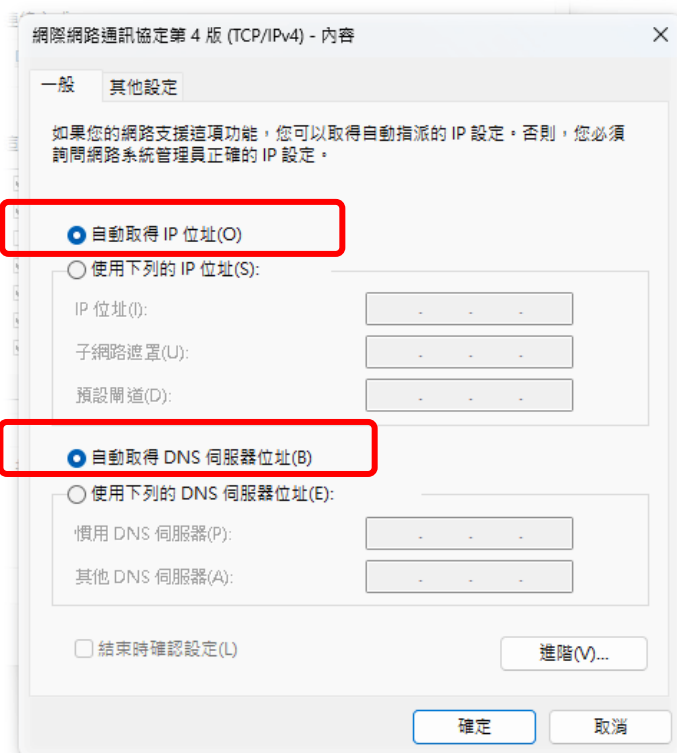 網際網路通訊協定第 4 版 (TCP/IPv4) - 內容
一般
其他設定
如果您的網路支援這項功能，您可以取得自動指派的 IP 設定。否則，您必須
詢問網路系統管理員正確的 IP 設定。
自動取得 IP 位址(O)
使用下列的 IP 位址(S):
IP 位址(I):
子網路遮罩(U):
預設閘道(D):
自動取得 DNS 伺服器位址(B)
使用下列的 DNS 伺服器位址(E):
慣用 DNS 伺服器(P):
其他 DNS 伺服器(A):
結束時確認設定(L)
進階(V)...
確定
取消